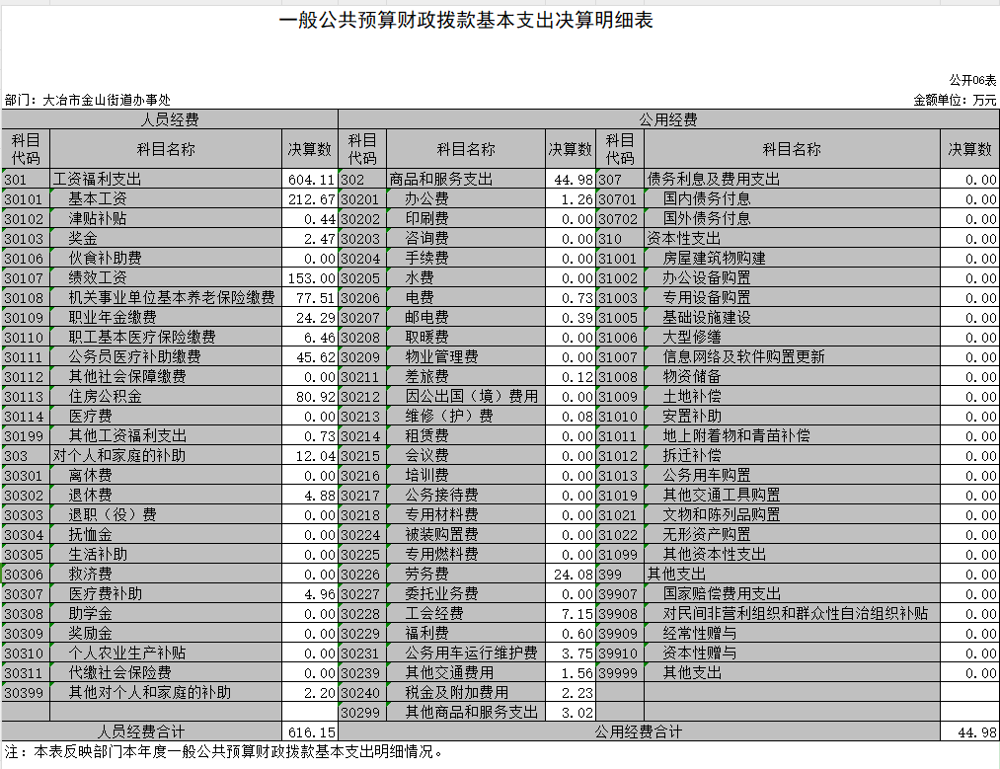 一般公共预算财政拨款基本支出决算明细表
公开06表
部门：大冶市金山街道办事处 金额单位：万元
人员经费 公用经费
科目代码 科目名称 决算数 科目代码 科目名称 决算数 科目代码 科目名称 决算数
301 工资福利支出 604.11 302 商品和服务支出 44.98 307 债务利息及费用支出 0.00
30101 基本工资 212.67 30201 办公费 1.26 30701 国内债务付息 0.00
30102 津贴补贴 0.44 30202 印刷费 0.00 30702 国外债务付息 0.00
30103 奖金 2.47 30203 咨询费 0.00 310 资本性支出 0.00
30106 伙食补助费 0.00 30204 手续费 0.00 31001 房屋建筑物购建 0.00
30107 绩效工资 153.00 30205 水费 0.00 31002 办公设备购置 0.00
30108 机关事业单位基本养老保险缴费 77.51 30206 电费 0.73 31003 专用设备购置 0.00
30109 职业年金缴费 24.29 30207 邮电费 0.39 31005 基础设施建设 0.00
30110 职工基本医疗保险缴费 6.46 30208 取暖费 0.00 31006 大型修缮 0.00
30111 公务员医疗补助缴费 45.62 30209 物业管理费 0.00 31007 信息网络及软件购置更新 0.00
30112 其他社会保障缴费 0.00 30211 差旅费 0.12 31008 物资储备 0.00
30113 住房公积金 80.92 30212 因公出国（境）费用 0.00 31009 土地补偿 0.00
30114 医疗费 0.00 30213 维修（护）费 0.08 31010 安置补助 0.00
30199 其他工资福利支出 0.73 30214 租赁费 0.00 31011 地上附着物和青苗补偿 0.00
303 对个人和家庭的补助 12.04 30215 会议费 0.00 31012 拆迁补偿 0.00
30301 离休费 0.00 30216 培训费 0.00 31013 公务用车购置 0.00
30302 退休费 4.88 30217 公务接待费 0.00 31019 其他交通工具购置 0.00
30303 退职（役）费 0.00 30218 专用材料费 0.00 31021 文物和陈列品购置 0.00
30304 抚恤金 0.00 30224 被装购置费 0.00 31022 无形资产购置 0.00
30305 生活补助 0.00 30225 专用燃料费 0.00 31099 其他资本性支出 0.00
30306 救济费 0.00 30226 劳务费 24.08 399 其他支出 0.00
30307 医疗费补助 4.96 30227 委托业务费 0.00 39907 国家赔偿费用支出 0.00
30308 助学金 0.00 30228 工会经费 7.15 39908 对民间非营利组织和群众性自治组织补贴 0.00
30309 奖励金 0.00 30229 福利费 0.60 39909 经常性赠与 0.00
30310 个人农业生产补贴 0.00 30231 公务用车运行维护费 3.75 39910 资本性赠与 0.00
30311 代缴社会保险费 0.00 30239 其他交通费用 1.56 39999 其他支出 0.00
30399 其他对个人和家庭的补助 2.20 30240 税金及附加费用 2.23
30299 其他商品和服务支出 3.02
人员经费合计 616.15 公用经费合计 44.98
注：本表反映部门本年度一般公共预算财政拨款基本支出明细情况。